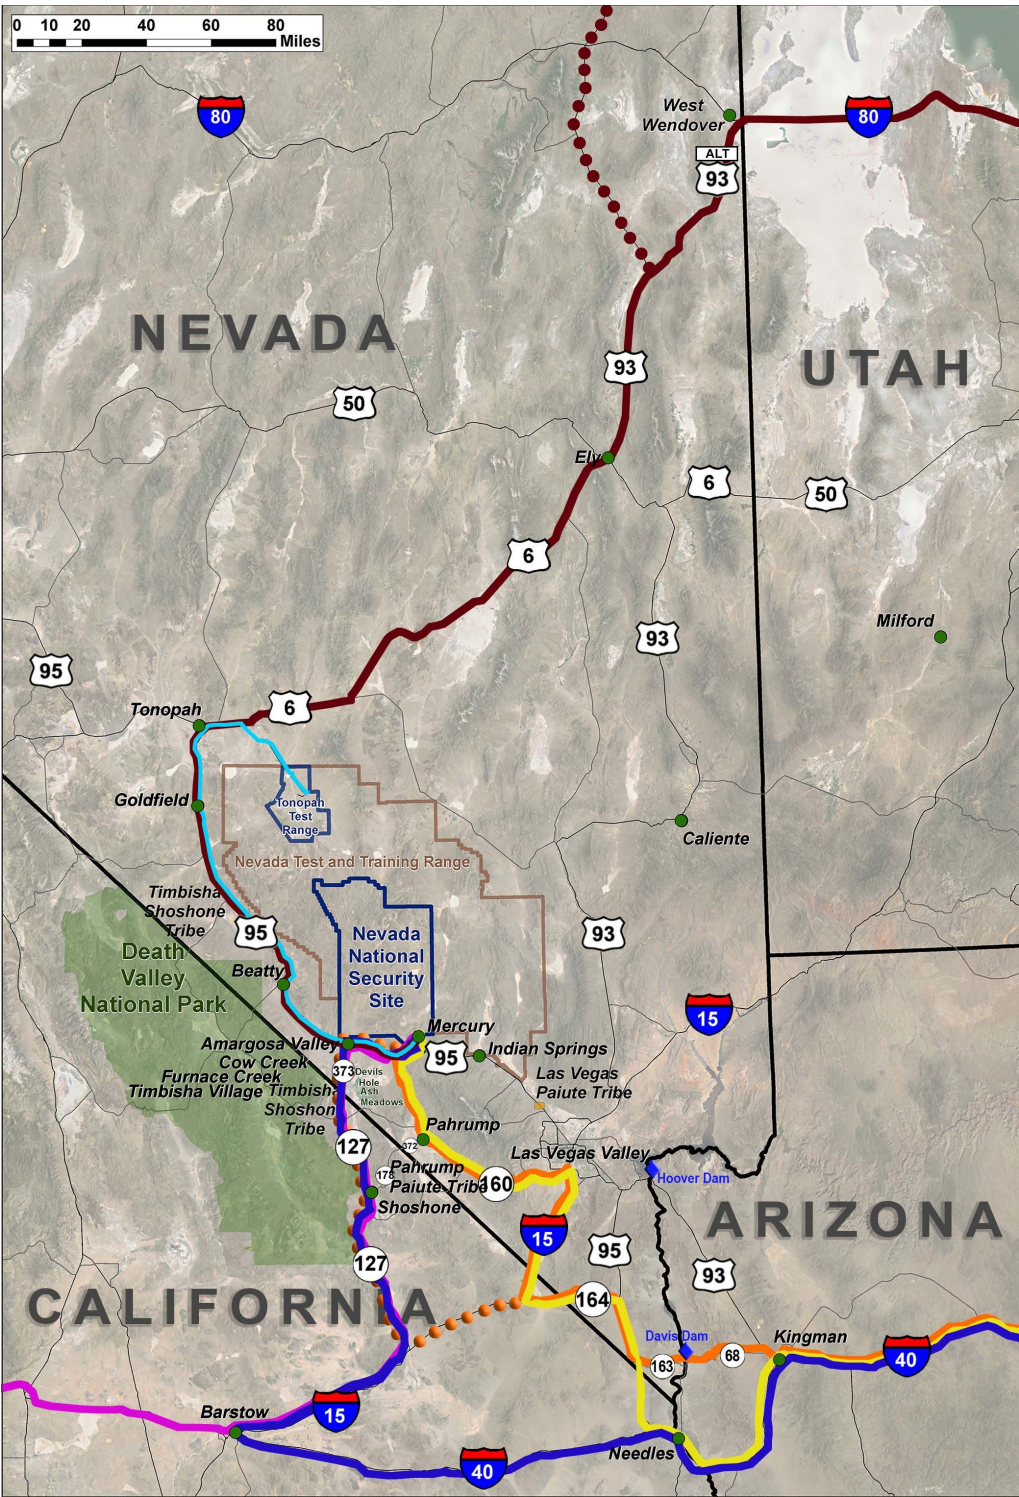 0 10 20 40 60 80
Miles
80
West
Wendover
80
ALT
93
NEVADA
UTAH
93
50
Ely
6
50
6
Milford
93
95
Tonopah
6
Goldfield
Tonopah
Test
Range
Caliente
Nevada Test and Training Range
Timbisha
Shoshone
Tribe
95
93
Death
Valley
National Park
Nevada
National
Security
Site
Beatty
15
Mercury
Amargosa Valley
95
Indian Springs
Cow Creek
Furnace Creek
Timbisha Village
373
Devils
Hole
Ash
Meadows
Las Vegas
Paiute Tribe
Timbisha
Shoshon
Tribe
Pahrump
127
372
Las Vegas Valley
178
Pahrump
Paiute Tribe
160
Hoover Dam
Shoshone
ARIZONA
15
95
127
93
CALIFORNIA
164
Davis Dam
Kingman
163
68
40
Barstow
15
Needles
40